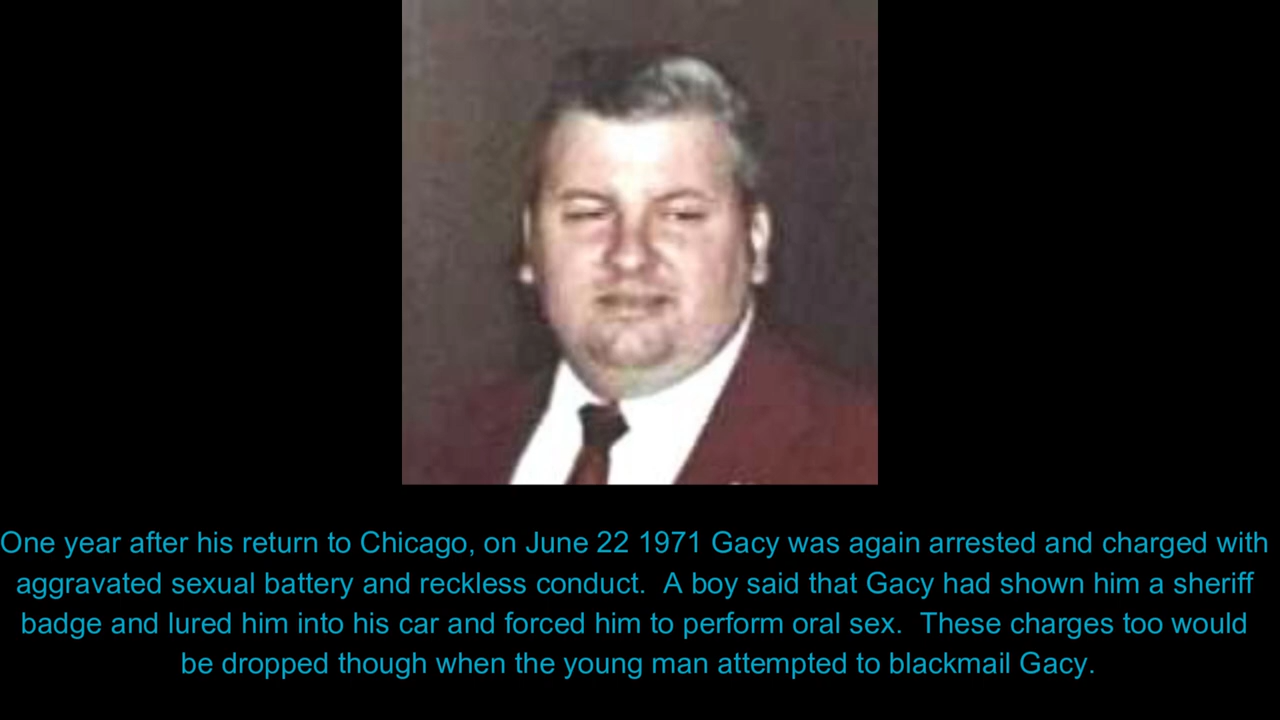 One year after his return to Chicago, on June 22 1971 Gacy was again arrested and charged with
aggravated sexual battery and reckless conduct.  A boy said that Gacy had shown him a sheriff
badge and lured him into his car and forced him to perform oral sex.  These charges too would
be dropped though when the young man attempted to blackmail Gacy.